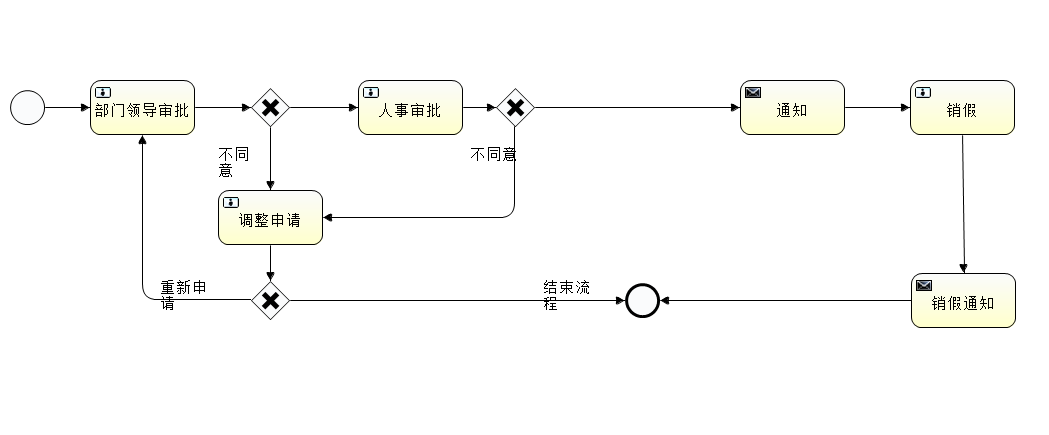 部门领导审批
人事审批
通知
销假
不同
意
不同意
调整申请
重新申
请
结束流
程
销假通知